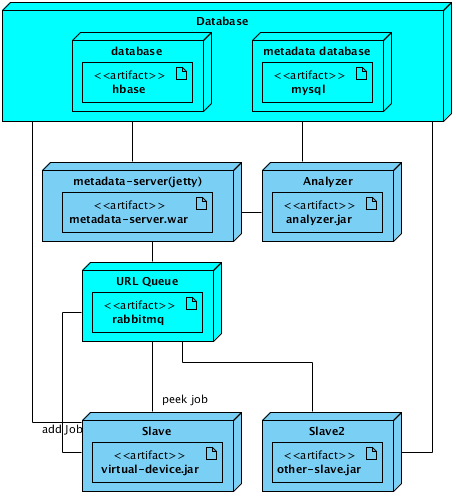 Database
database
<<artifact>>
hbase
metadata database
<<artifact>>
mysql
metadata-server(jetty)
<<artifact>>
metadata-server.war
Analyzer
<<artifact>>
analyzer.jar
URL Queue
<<artifact>>
rabbitmq
peek job
add Job
Slave
<<artifact>>
virtual-device.jar
Slave2
<<artifact>>
other-slave.jar